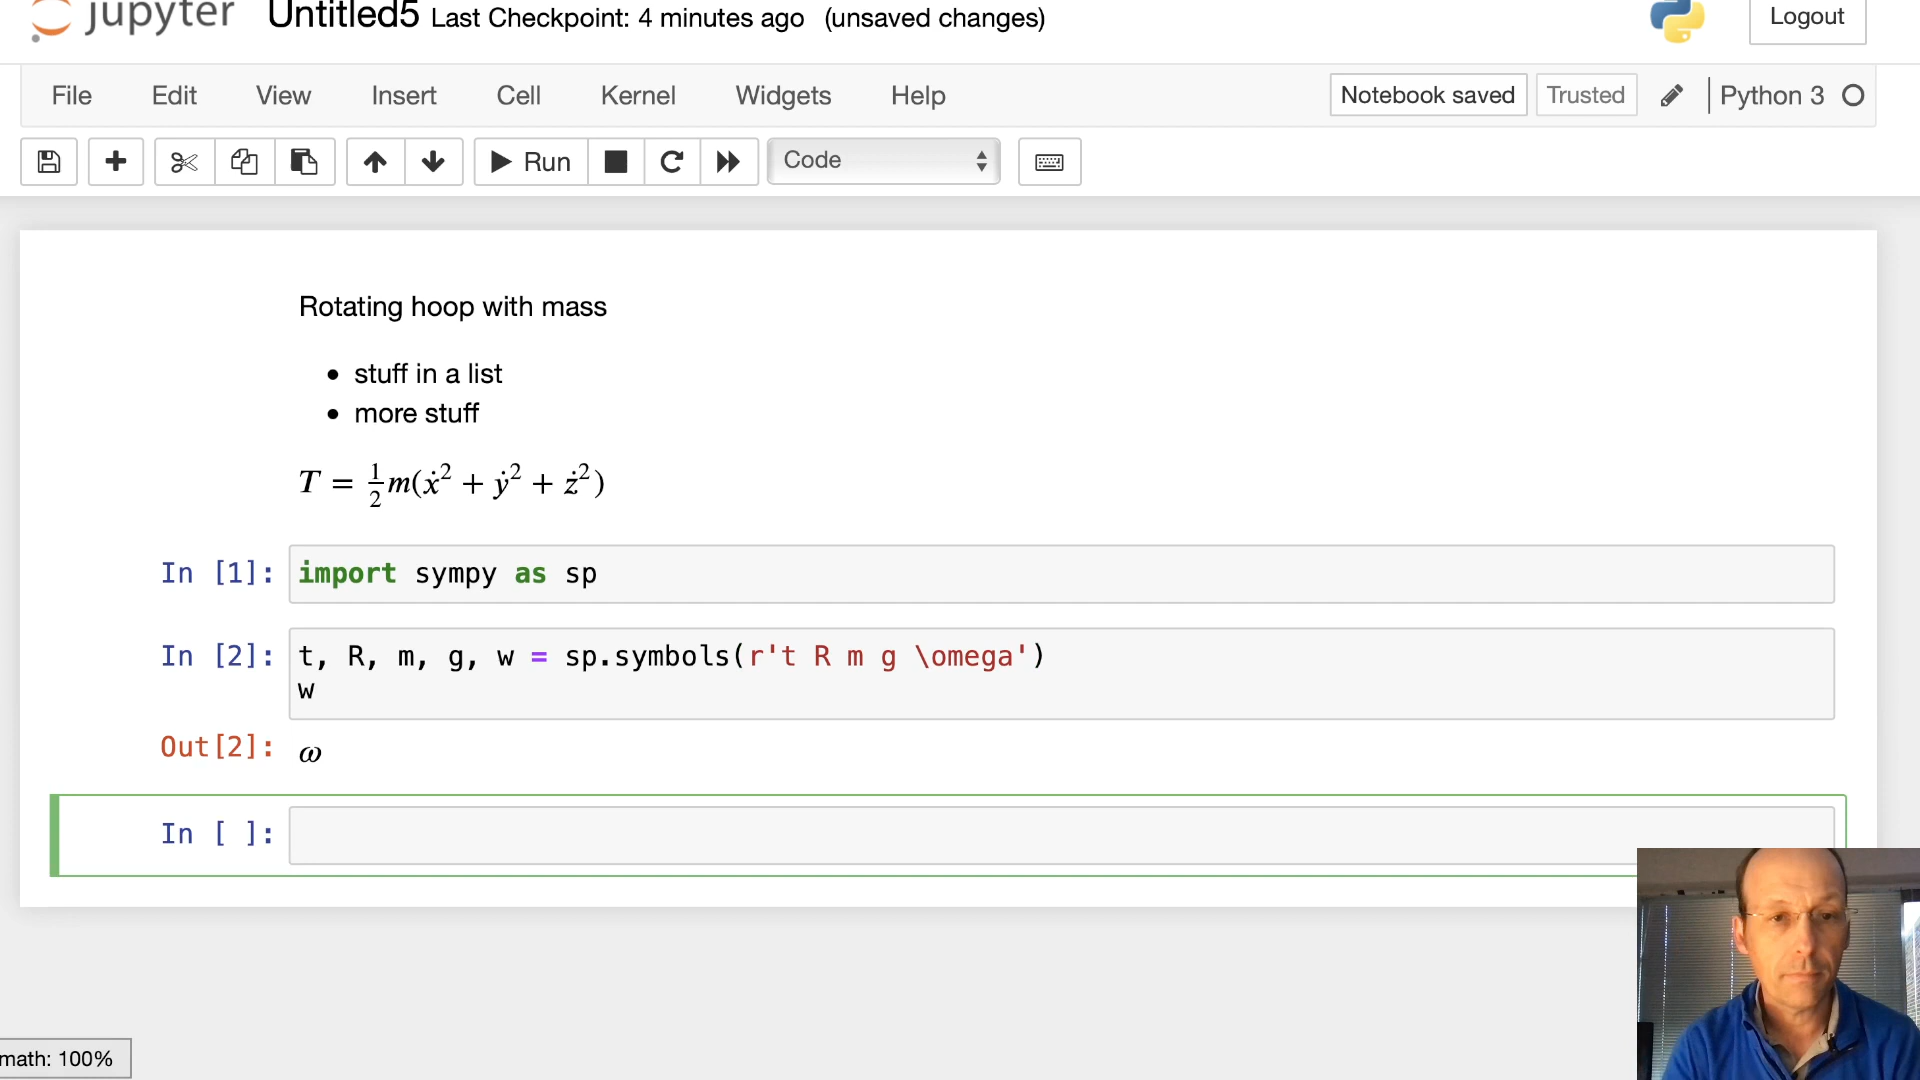 jupyter Untitled5 Last Checkpoint: 4 minutes ago (unsaved changes) Logout
File Edit View Insert Cell Kernel Widgets Help Notebook saved Trusted Python 3
Run Code
Rotating hoop with mass
• stuff in a list
• more stuff
T = ½m(ẋ² + ẏ² + ż²)
In [1]: import sympy as sp
In [2]: t, R, m, g, w = sp.symbols(r't R m g \omega')
w
Out[2]: ω
In [ ]:
math: 100%